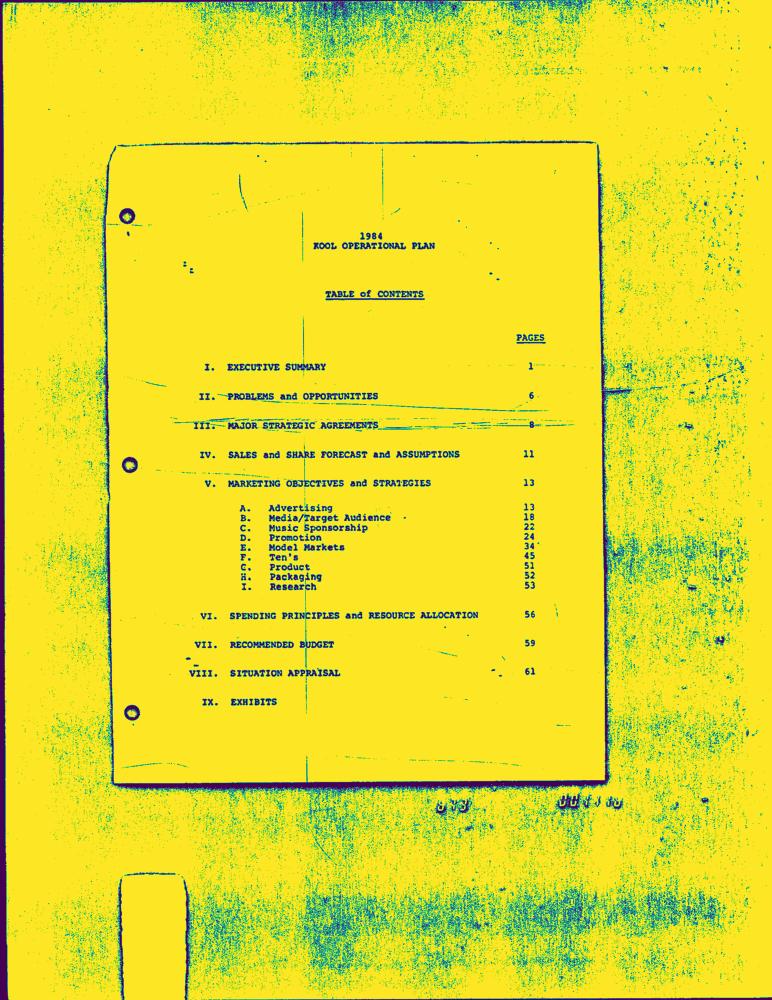 1984
KOOL OPERATIONAL PLAN
TABLE of CONTENTS
PAGES
I. EXECUTIVE SUMMARY 1
II. PROBLEMS and OPPORTUNITIES 6
III. MAJOR STRATEGIC AGREEMENTS 8
IV. SALES and SHARE FORECAST and ASSUMPTIONS 11
V. MARKETING OBJECTIVES and STRATEGIES 13
A. Advertising 13
B. Media/Target Audience 18
C. Music Sponsorship 22
D. Promotion 24
E. Model Markets 34
F. Ten's 45
G. Product 51
H. Packaging 52
I. Research 53
VI. SPENDING PRINCIPLES and RESOURCE ALLOCATION 56
VII. RECOMMENDED BUDGET 59
VIII. SITUATION APPRAISAL 61
IX. EXHIBITS